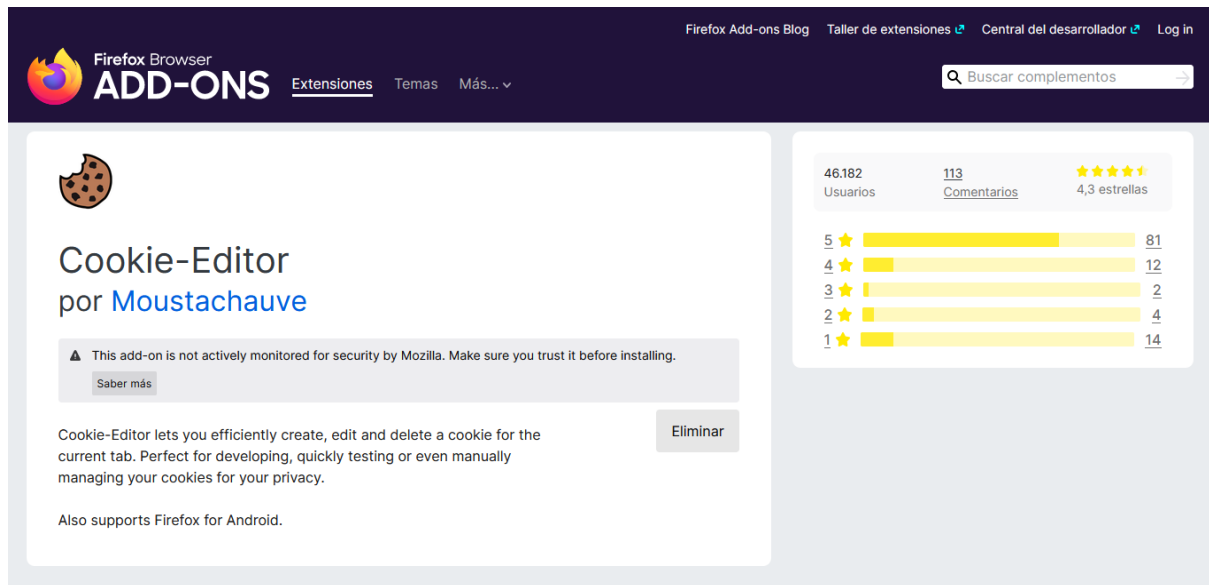 Firefox Add-ons Blog Taller de extensiones Central del desarrollador Log in
Firefox Browser
ADD-ONS
Extensiones Temas Más...
Buscar complementos
Cookie-Editor
por Moustachauve
This add-on is not actively monitored for security by Mozilla. Make sure you trust it before installing.
Saber más
Cookie-Editor lets you efficiently create, edit and delete a cookie for the
current tab. Perfect for developing, quickly testing or even manually
managing your cookies for your privacy.
Also supports Firefox for Android.
Eliminar
46.182 113
Usuarios Comentarios 4,3 estrellas
5 81
4 12
3 2
2 4
1 14